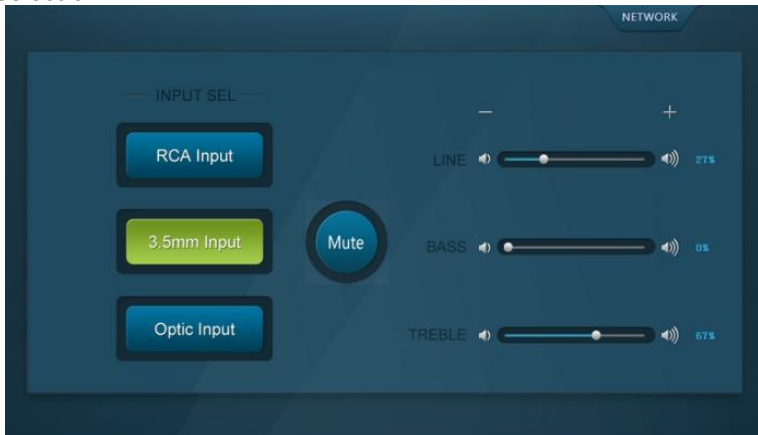 NETWORK
INPUT SEL
RCA Input
3.5mm Input
Optic Input
Mute
− +
LINE 27%
BASS 0%
TREBLE 67%